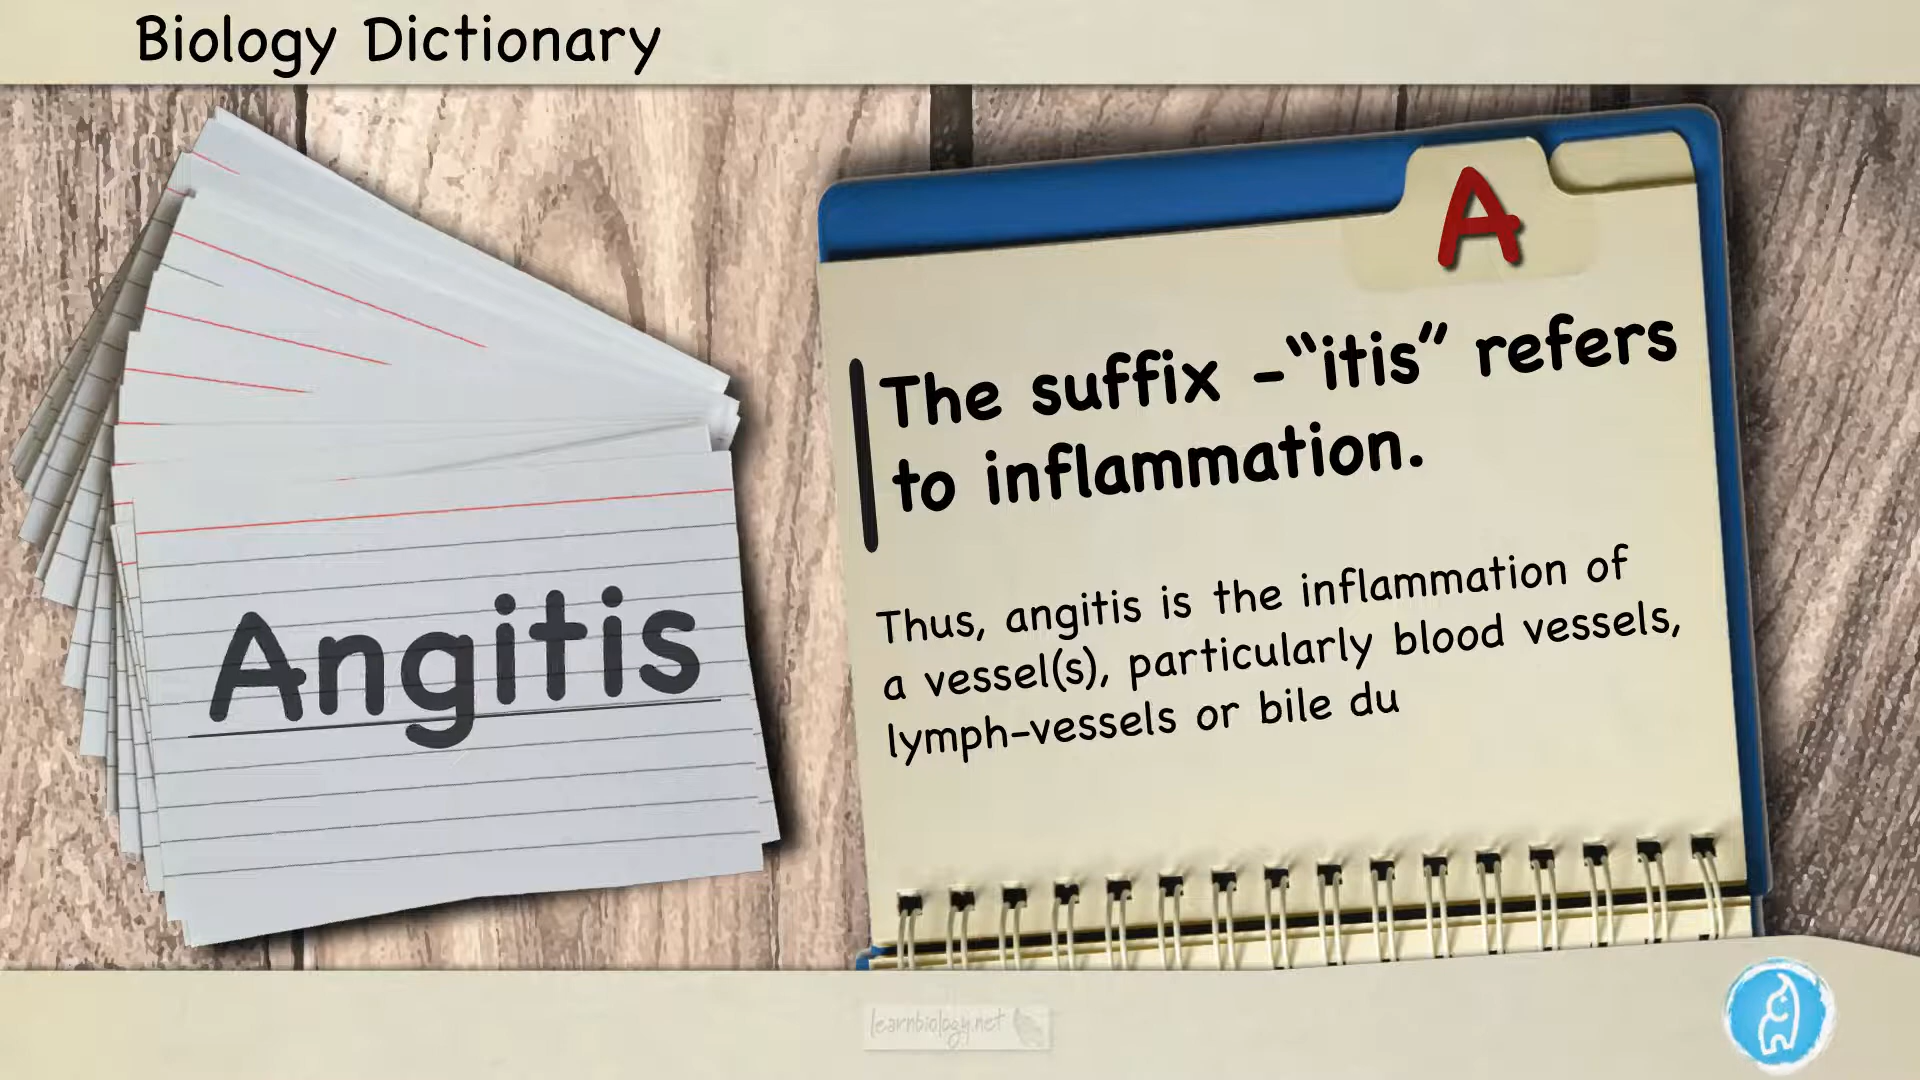 Biology Dictionary
A
The suffix -“itis” refers
to inflammation.
Thus, angitis is the inflammation of
a vessel(s), particularly blood vessels,
lymph-vessels or bile du
Angitis
learnbiology.net